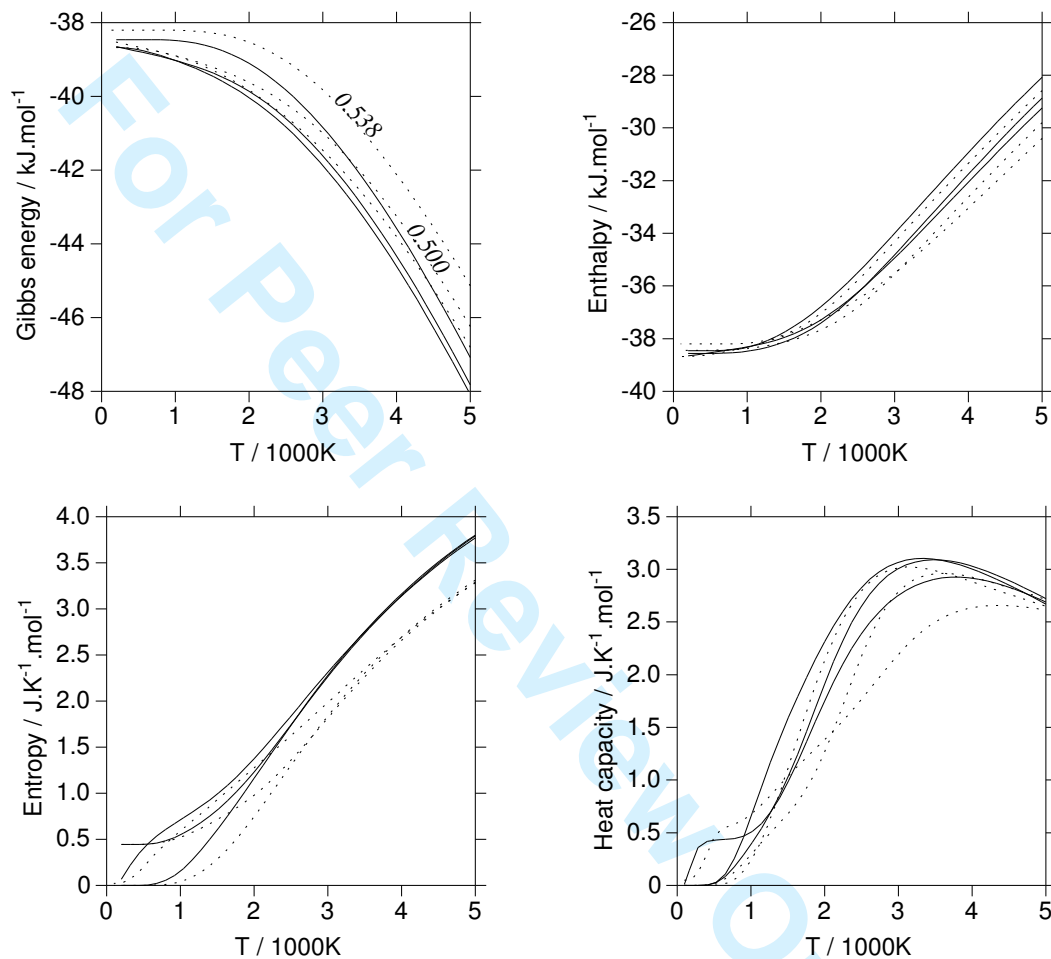 -38
-40
-42
-44
-46
-48
0 1 2 3 4 5
T / 1000K
Gibbs energy / kJ.mol-1
0.538
0.500
-26
-28
-30
-32
-34
-36
-38
-40
0 1 2 3 4 5
T / 1000K
Enthalpy / kJ.mol-1
4.0
3.5
3.0
2.5
2.0
1.5
1.0
0.5
0
0 1 2 3 4 5
T / 1000K
Entropy / J.K-1.mol-1
3.5
3.0
2.5
2.0
1.5
1.0
0.5
0
0 1 2 3 4 5
T / 1000K
Heat capacity / J.K-1.mol-1
For Peer Review